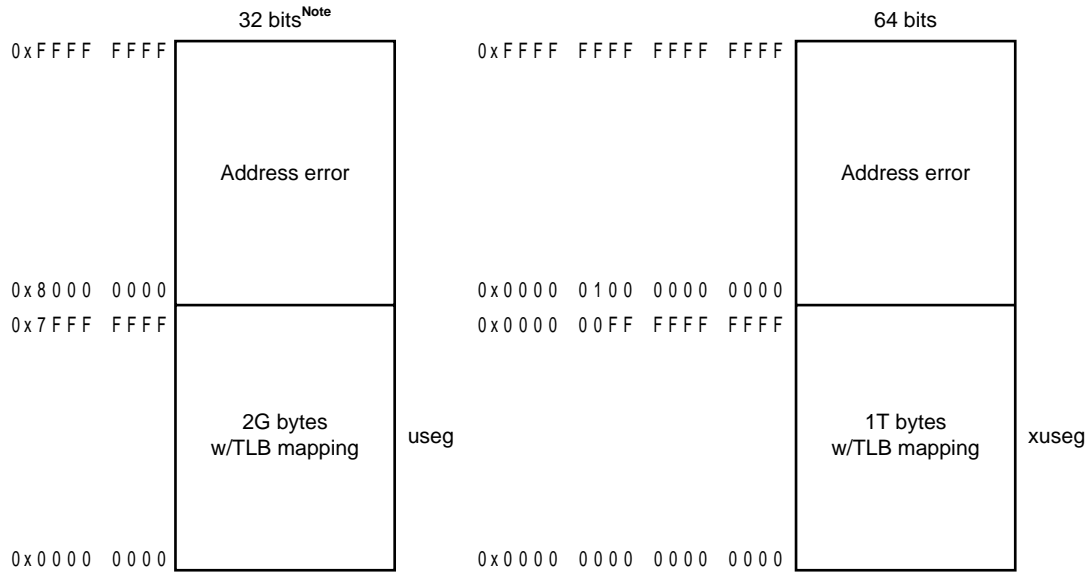 32 bitsNote
0xFFFF FFFF
Address error
0x8000 0000
0x7FFF FFFF
2G bytes
w/TLB mapping
useg
0x0000 0000
64 bits
0xFFFF FFFF FFFF FFFF
Address error
0x0000 0100 0000 0000
0x0000 00FF FFFF FFFF
1T bytes
w/TLB mapping
xuseg
0x0000 0000 0000 0000